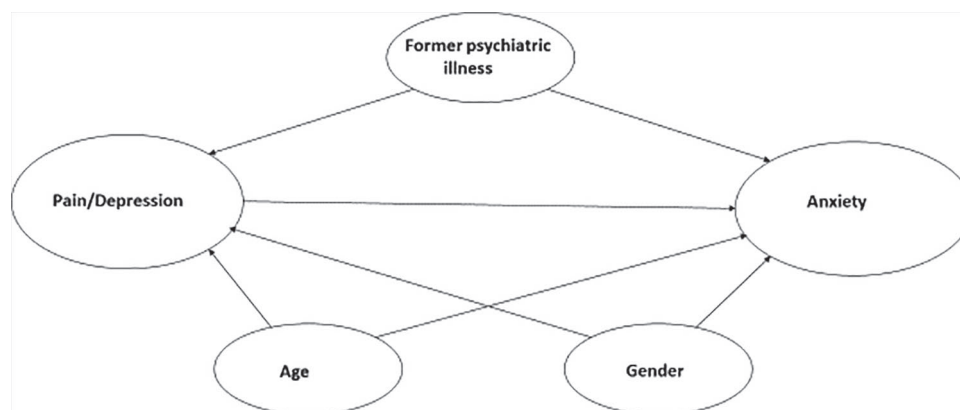 Former psychiatric
illness
Pain/Depression
Anxiety
Age
Gender